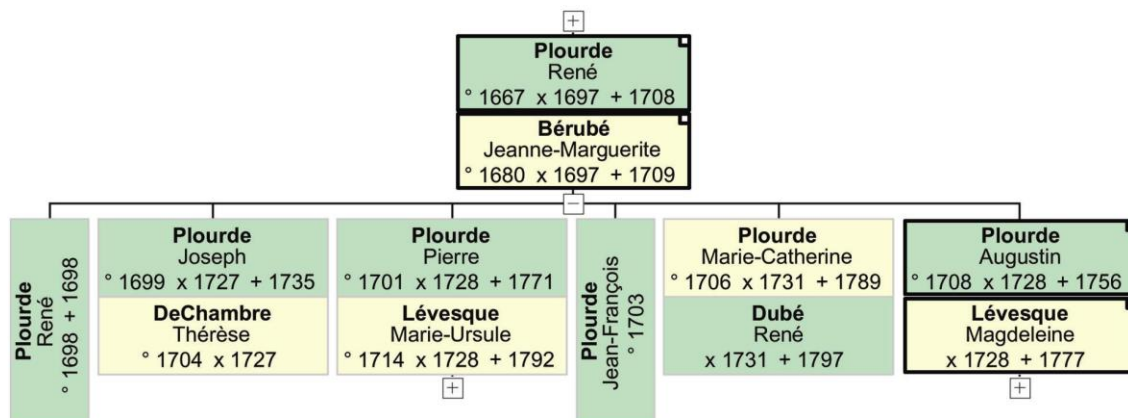 Plourde
René
° 1667 x 1697 + 1708
Bérubé
Jeanne-Marguerite
° 1680 x 1697 + 1709
Plourde
René
° 1698 + 1698
Plourde
Joseph
° 1699 x 1727 + 1735
DeChambre
Thérèse
° 1704 x 1727
Plourde
Pierre
° 1701 x 1728 + 1771
Lévesque
Marie-Ursule
° 1714 x 1728 + 1792
Plourde
Jean-François
° 1703
Plourde
Marie-Catherine
° 1706 x 1731 + 1789
Dubé
René
x 1731 + 1797
Plourde
Augustin
° 1708 x 1728 + 1756
Lévesque
Magdeleine
x 1728 + 1777